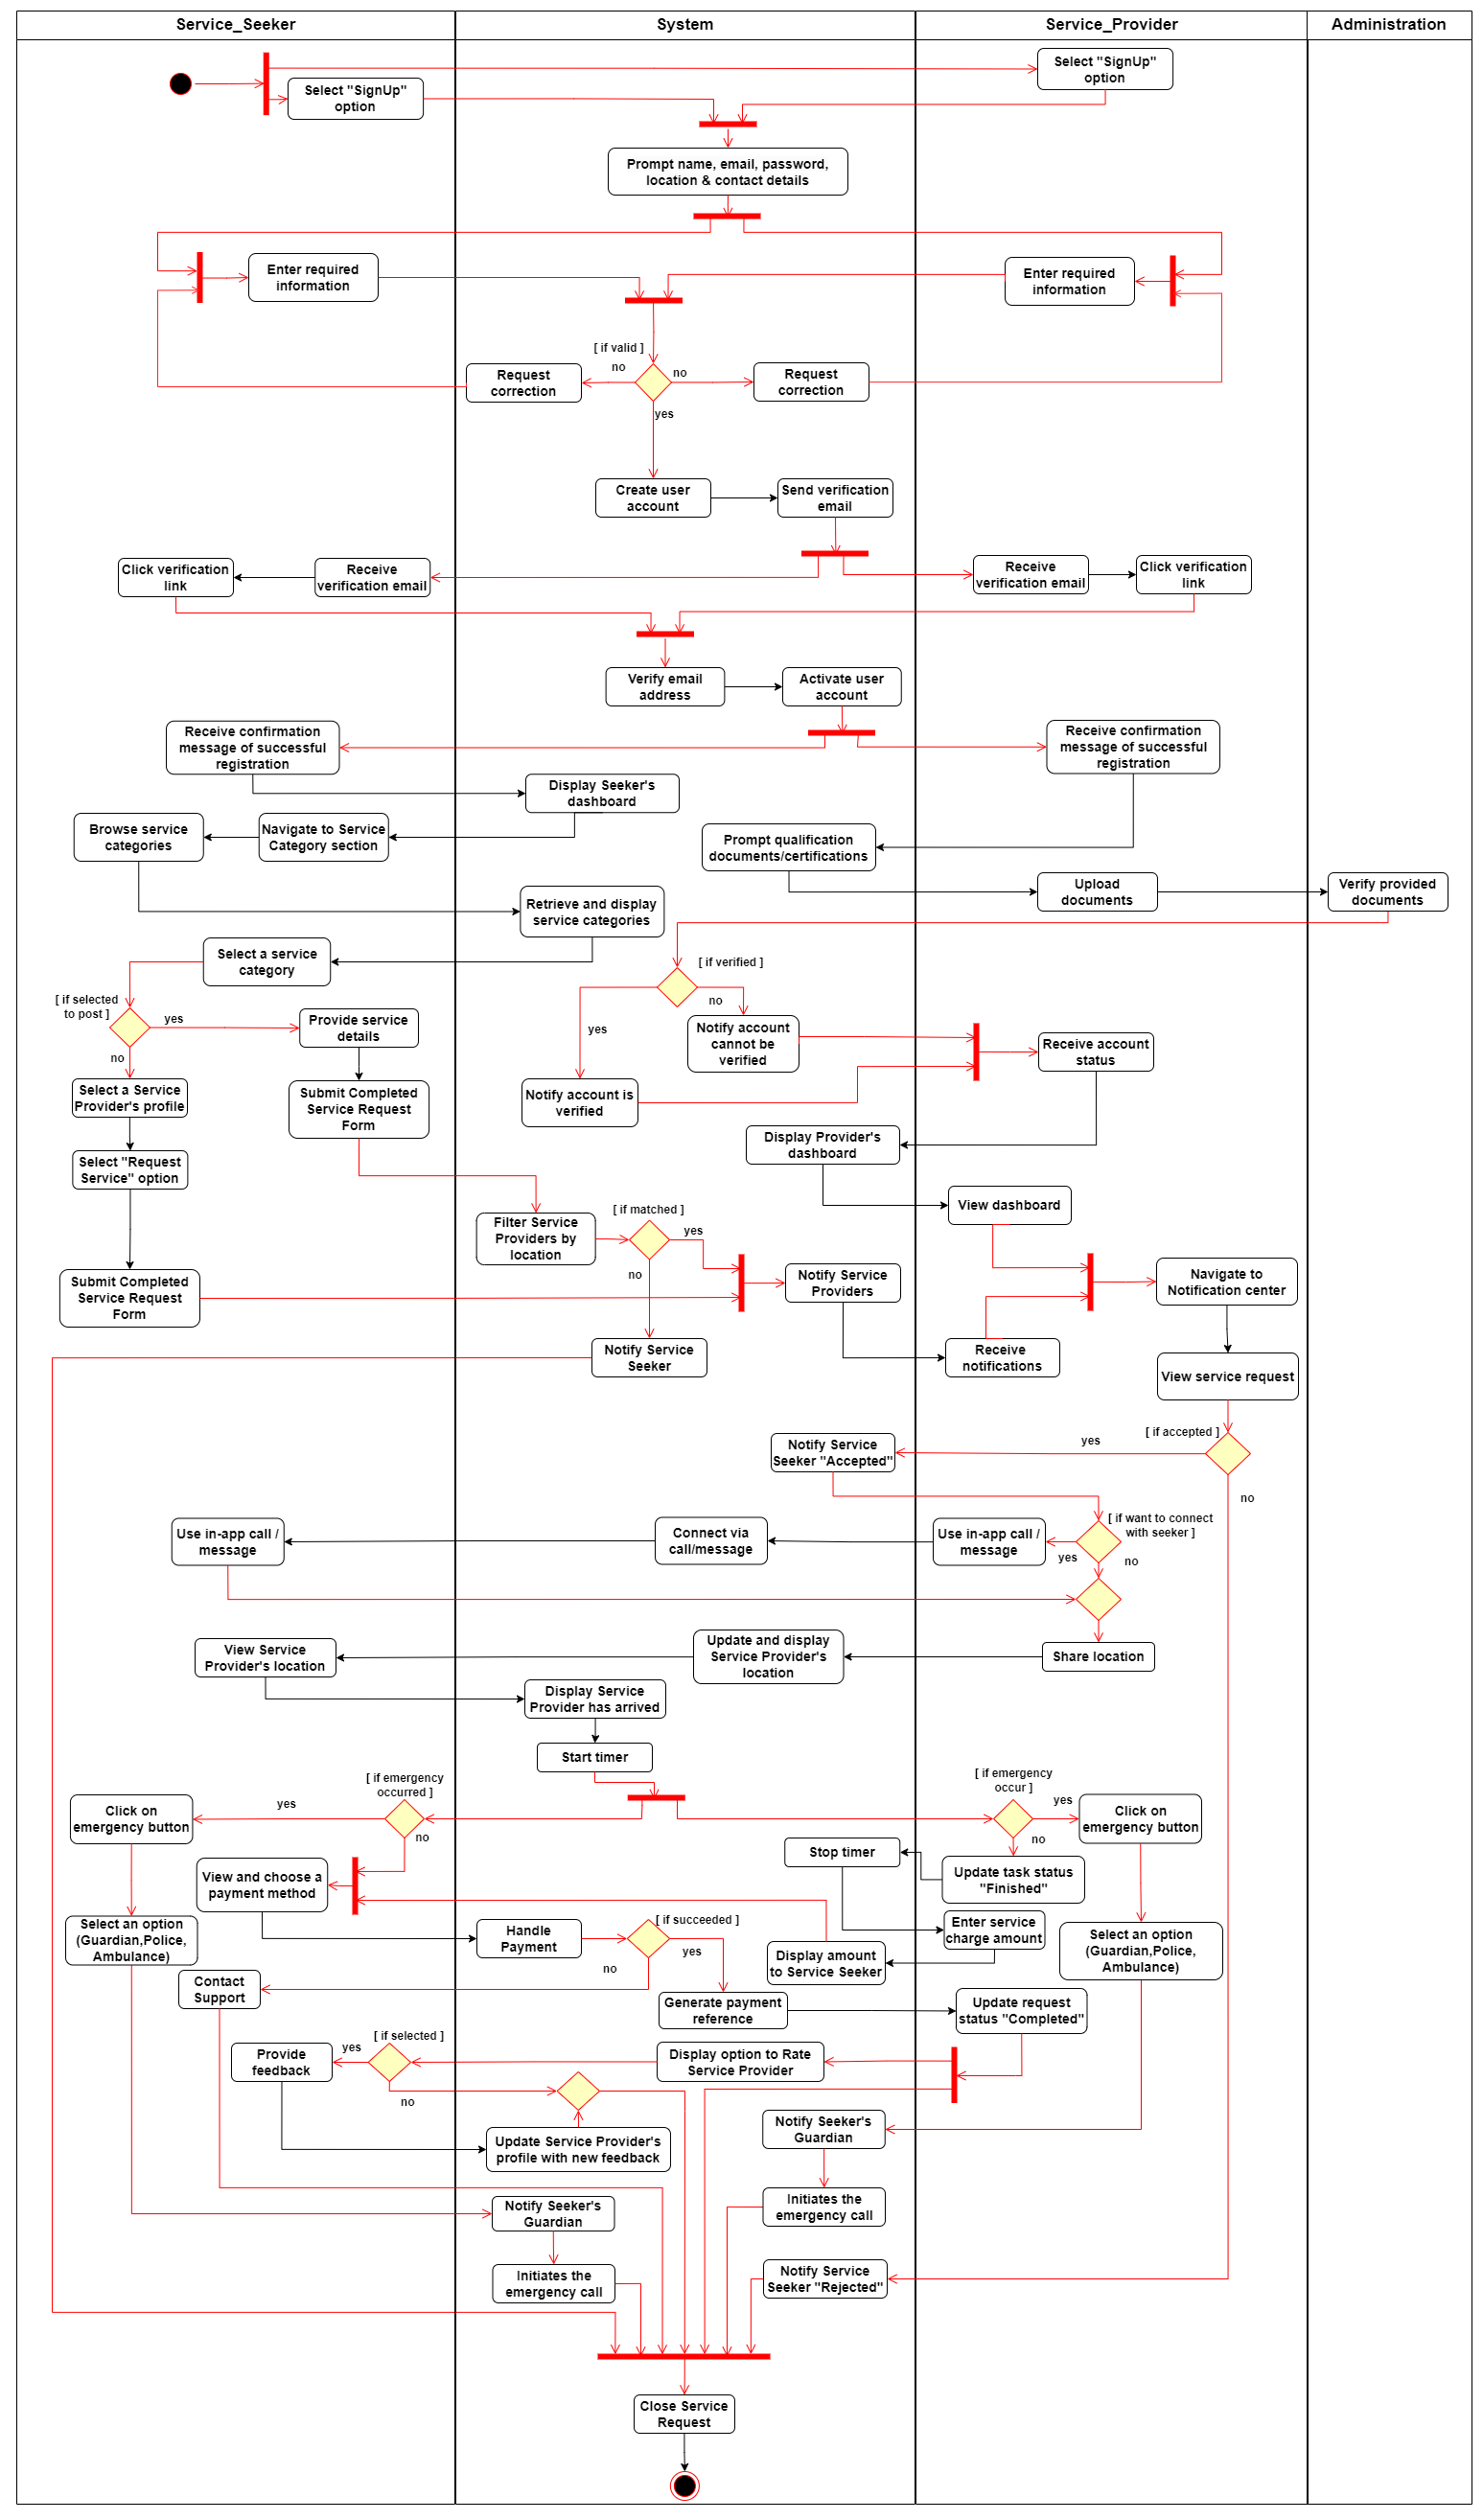 Service_Seeker
System
Service_Provider
Administration
Select "SignUp"
option
Select "SignUp"
option
Prompt name, email, password,
location & contact details
Enter required
information
Enter required
information
[ if valid ]
no
no
Request
correction
Request
correction
yes
Create user
account
Send verification
email
Click verification
link
Receive
verification email
Receive
verification email
Click verification
link
Verify email
address
Activate user
account
Receive confirmation
message of successful
registration
Receive confirmation
message of successful
registration
Display Seeker's
dashboard
Browse service
categories
Navigate to Service
Category section
Prompt qualification
documents/certifications
Upload
documents
Verify provided
documents
Retrieve and display
service categories
Select a service
category
[ if verified ]
no
yes
[ if selected
to post ]
yes
no
Provide service
details
Notify account
cannot be
verified
Receive account
status
Select a Service
Provider's profile
Submit Completed
Service Request
Form
Notify account is
verified
Display Provider's
dashboard
Select "Request
Service" option
View dashboard
Filter Service
Providers by
location
[ if matched ]
yes
no
Submit Completed
Service Request
Form
Notify Service
Providers
Navigate to
Notification center
Notify Service
Seeker
Receive
notifications
View service request
[ if accepted ]
yes
no
Notify Service
Seeker "Accepted"
[ if want to connect
with seeker ]
yes
no
Use in-app call /
message
Connect via
call/message
Use in-app call /
message
View Service
Provider's location
Update and display
Service Provider's
location
Share location
Display Service
Provider has arrived
Start timer
[ if emergency
occurred ]
yes
no
[ if emergency
occur ]
yes
no
Click on
emergency button
Click on
emergency button
Stop timer
View and choose a
payment method
Update task status
"Finished"
Select an option
(Guardian,Police,
Ambulance)
Handle
Payment
[ if succeeded ]
yes
no
Enter service
charge amount
Select an option
(Guardian,Police,
Ambulance)
Display amount
to Service Seeker
Contact
Support
Generate payment
reference
Update request
status "Completed"
[ if selected ]
yes
no
Provide
feedback
Display option to Rate
Service Provider
Notify Seeker's
Guardian
Update Service Provider's
profile with new feedback
Initiates the
emergency call
Notify Seeker's
Guardian
Initiates the
emergency call
Notify Service
Seeker "Rejected"
Close Service
Request